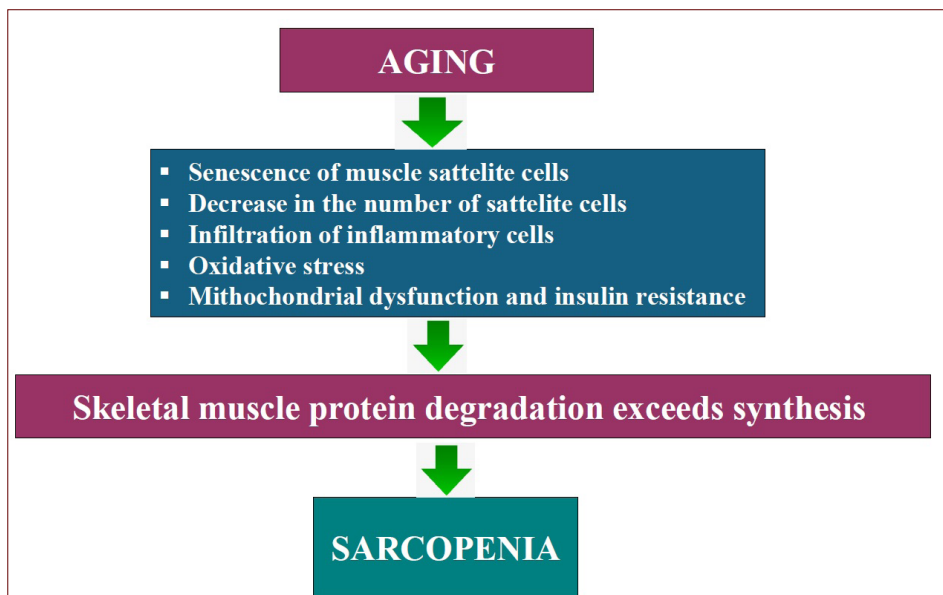 AGING
▪ Senescence of muscle sattelite cells
▪ Decrease in the number of sattelite cells
▪ Infiltration of inflammatory cells
▪ Oxidative stress
▪ Mithochondrial dysfunction and insulin resistance
Skeletal muscle protein degradation exceeds synthesis
SARCOPENIA